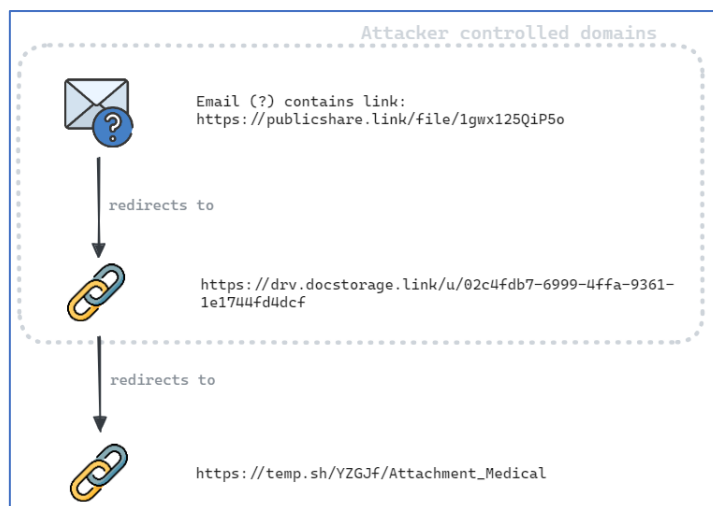 Attacker controlled domains
Email (?) contains link:
https://publicshare.link/file/1gwx125QiP5o
redirects to
https://drv.docstorage.link/u/02c4fdb7-6999-4ffa-9361-
1e1744fd4dcf
redirects to
https://temp.sh/YZGJf/Attachment_Medical